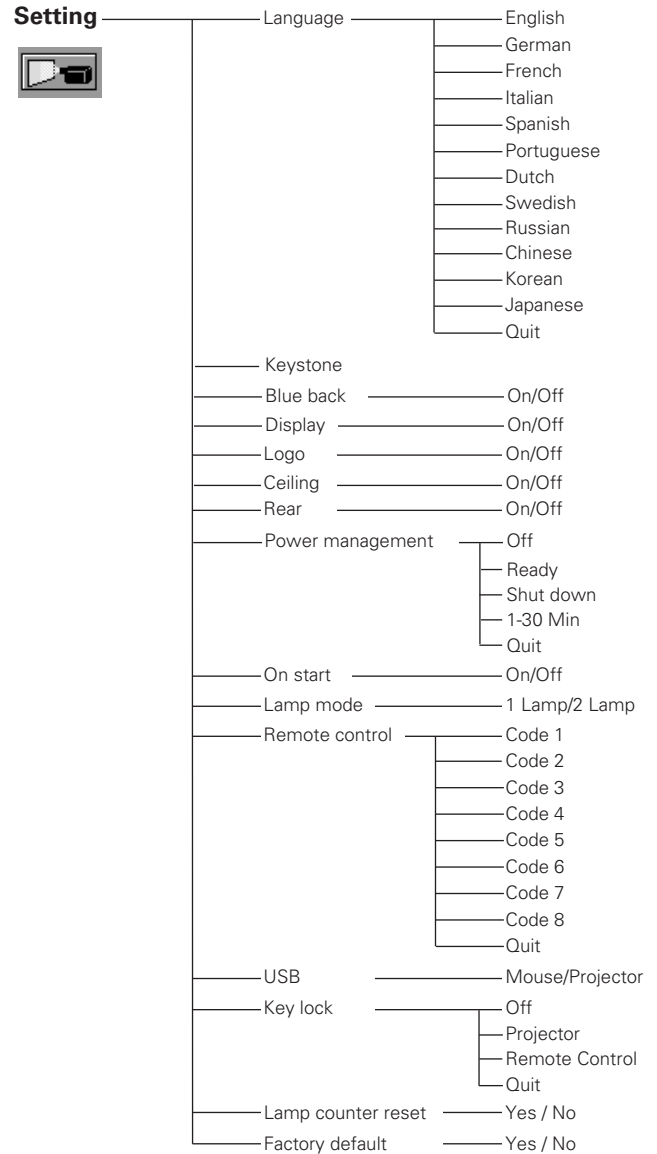 Setting Language English
German
French
Italian
Spanish
Portuguese
Dutch
Swedish
Russian
Chinese
Korean
Japanese
Quit
Keystone
Blue back On/Off
Display On/Off
Logo On/Off
Ceiling On/Off
Rear On/Off
Power management Off
Ready
Shut down
1-30 Min
Quit
On start On/Off
Lamp mode 1 Lamp/2 Lamp
Remote control Code 1
Code 2
Code 3
Code 4
Code 5
Code 6
Code 7
Code 8
Quit
USB Mouse/Projector
Key lock Off
Projector
Remote Control
Quit
Lamp counter reset Yes / No
Factory default Yes / No